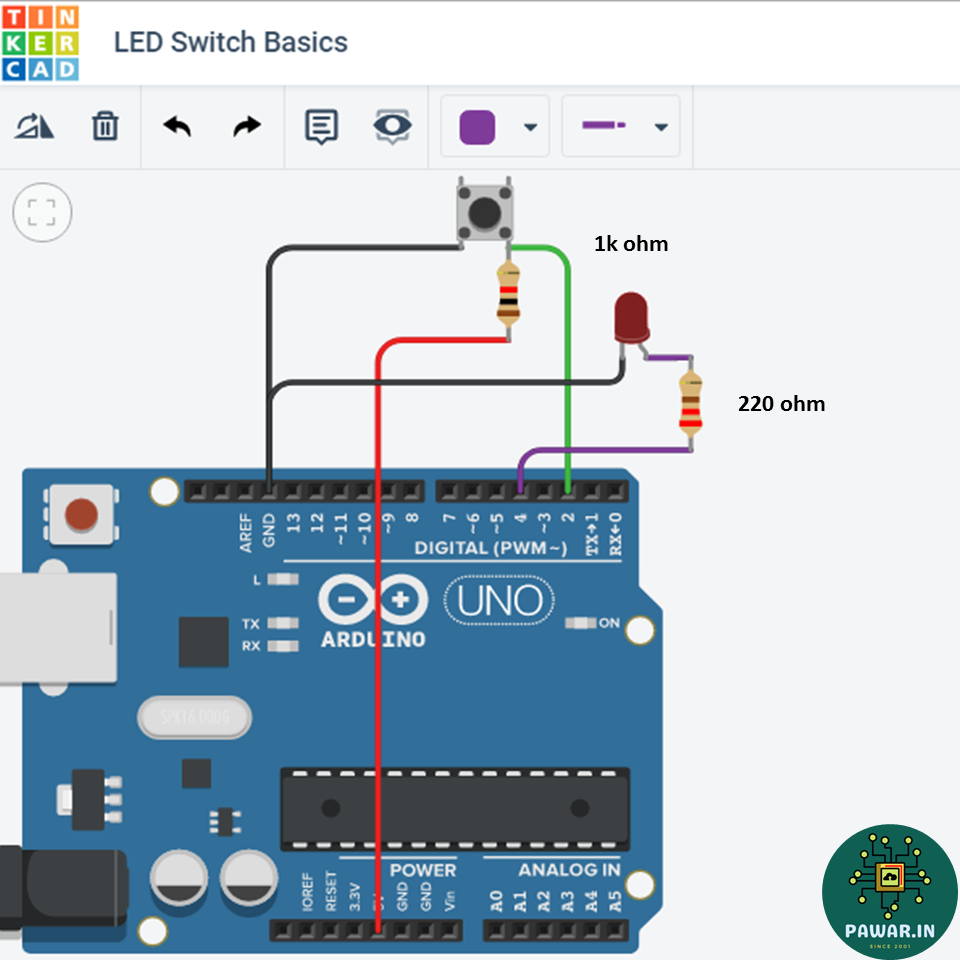 TIN
KER
CAD
LED Switch Basics
1k ohm
220 ohm
AREF
GND
13
12
~11
~10
~9
8
7
~6
~5
4
~3
2
TX→1
RX←0
DIGITAL (PWM~)
L
TX
RX
ARDUINO
UNO
ON
SPK16.000G
POWER
ANALOG IN
IOREF
RESET
3.3V
GND
GND
Vin
A0
A1
A2
A3
A4
A5
PAWAR.IN
SINCE 2001